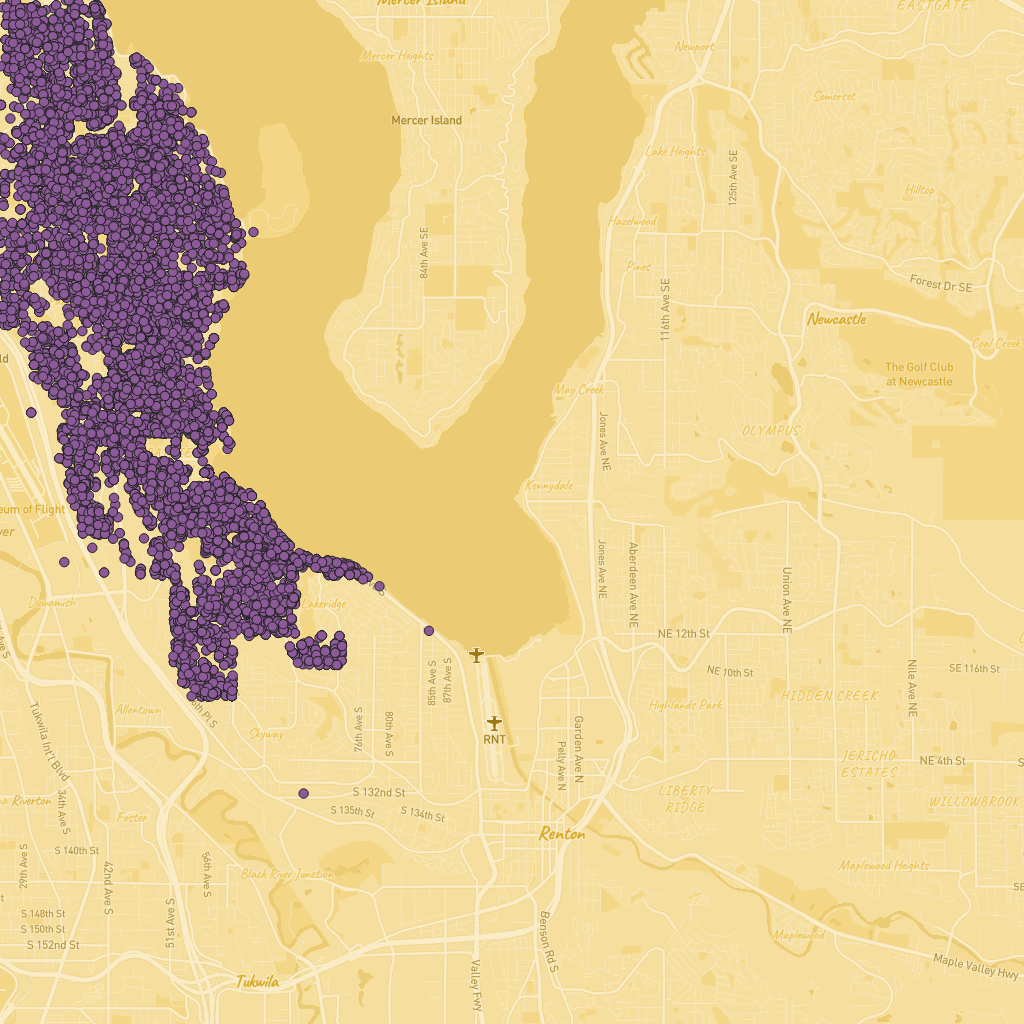 Mercer Island
EASTGATE
Newport
Mercer Heights
Somerset
Mercer Island
Lake Heights
125th Ave SE
Hilltop
Hazelwood
84th Ave SE
Pines
Forest Dr SE
116th Ave SE
Newcastle
Coal Creek
ld
The Golf Club
at Newcastle
May Creek
Jones Ave NE
OLYMPUS
Kennydale
eum of Flight
ver
Jones Ave NE
Aberdeen Ave NE
Union Ave NE
Duwamish
Lakeridge
NE 12th St
SE 116th St
NE 10th St
85th Ave S
87th Ave S
Nile Ave NE
HIDDEN CREEK
Highlands Park
Allentown
Pl S
76th Ave S
80th Ave S
Skyway
RNT
Garden Ave N
Pelly Ave N
Tukwila Int'l Blvd
JERICHO
ESTATES
NE 4th St
S 132nd St
LIBERTY
RIDGE
WILLOWBROOK
na Riverton
34th Ave S
S 135th St
S 134th St
Foster
Renton
S 140th St
29th Ave S
42nd Ave S
56th Ave S
Black River Junction
Maplewood Heights
SE
S 148th St
S 150th St
S 152nd St
51st Ave S
Benson Rd S
Maplewood
Maple Valley Hwy
Tukwila
Valley Fwy